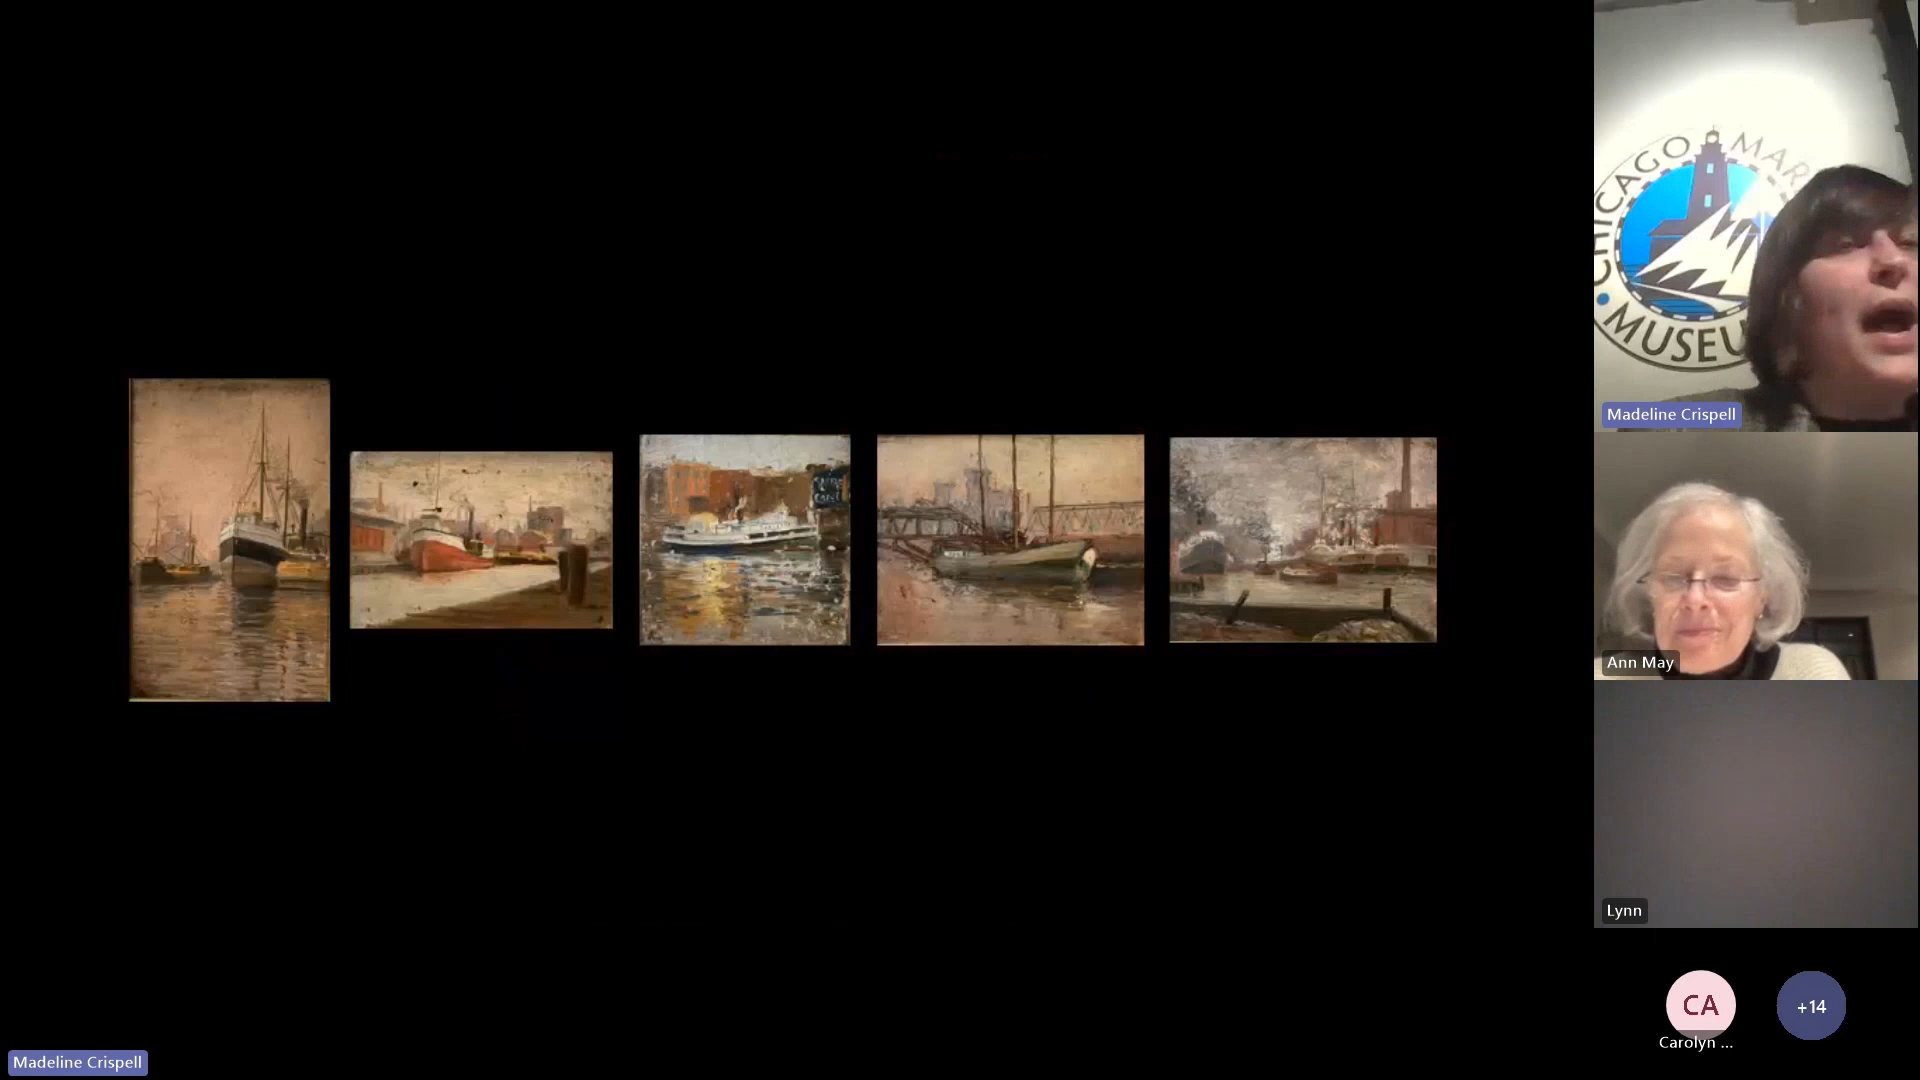 CHICAGO MAR
MUSEU
Madeline Crispell
Ann May
Lynn
CA
+14
Carolyn ...
Madeline Crispell